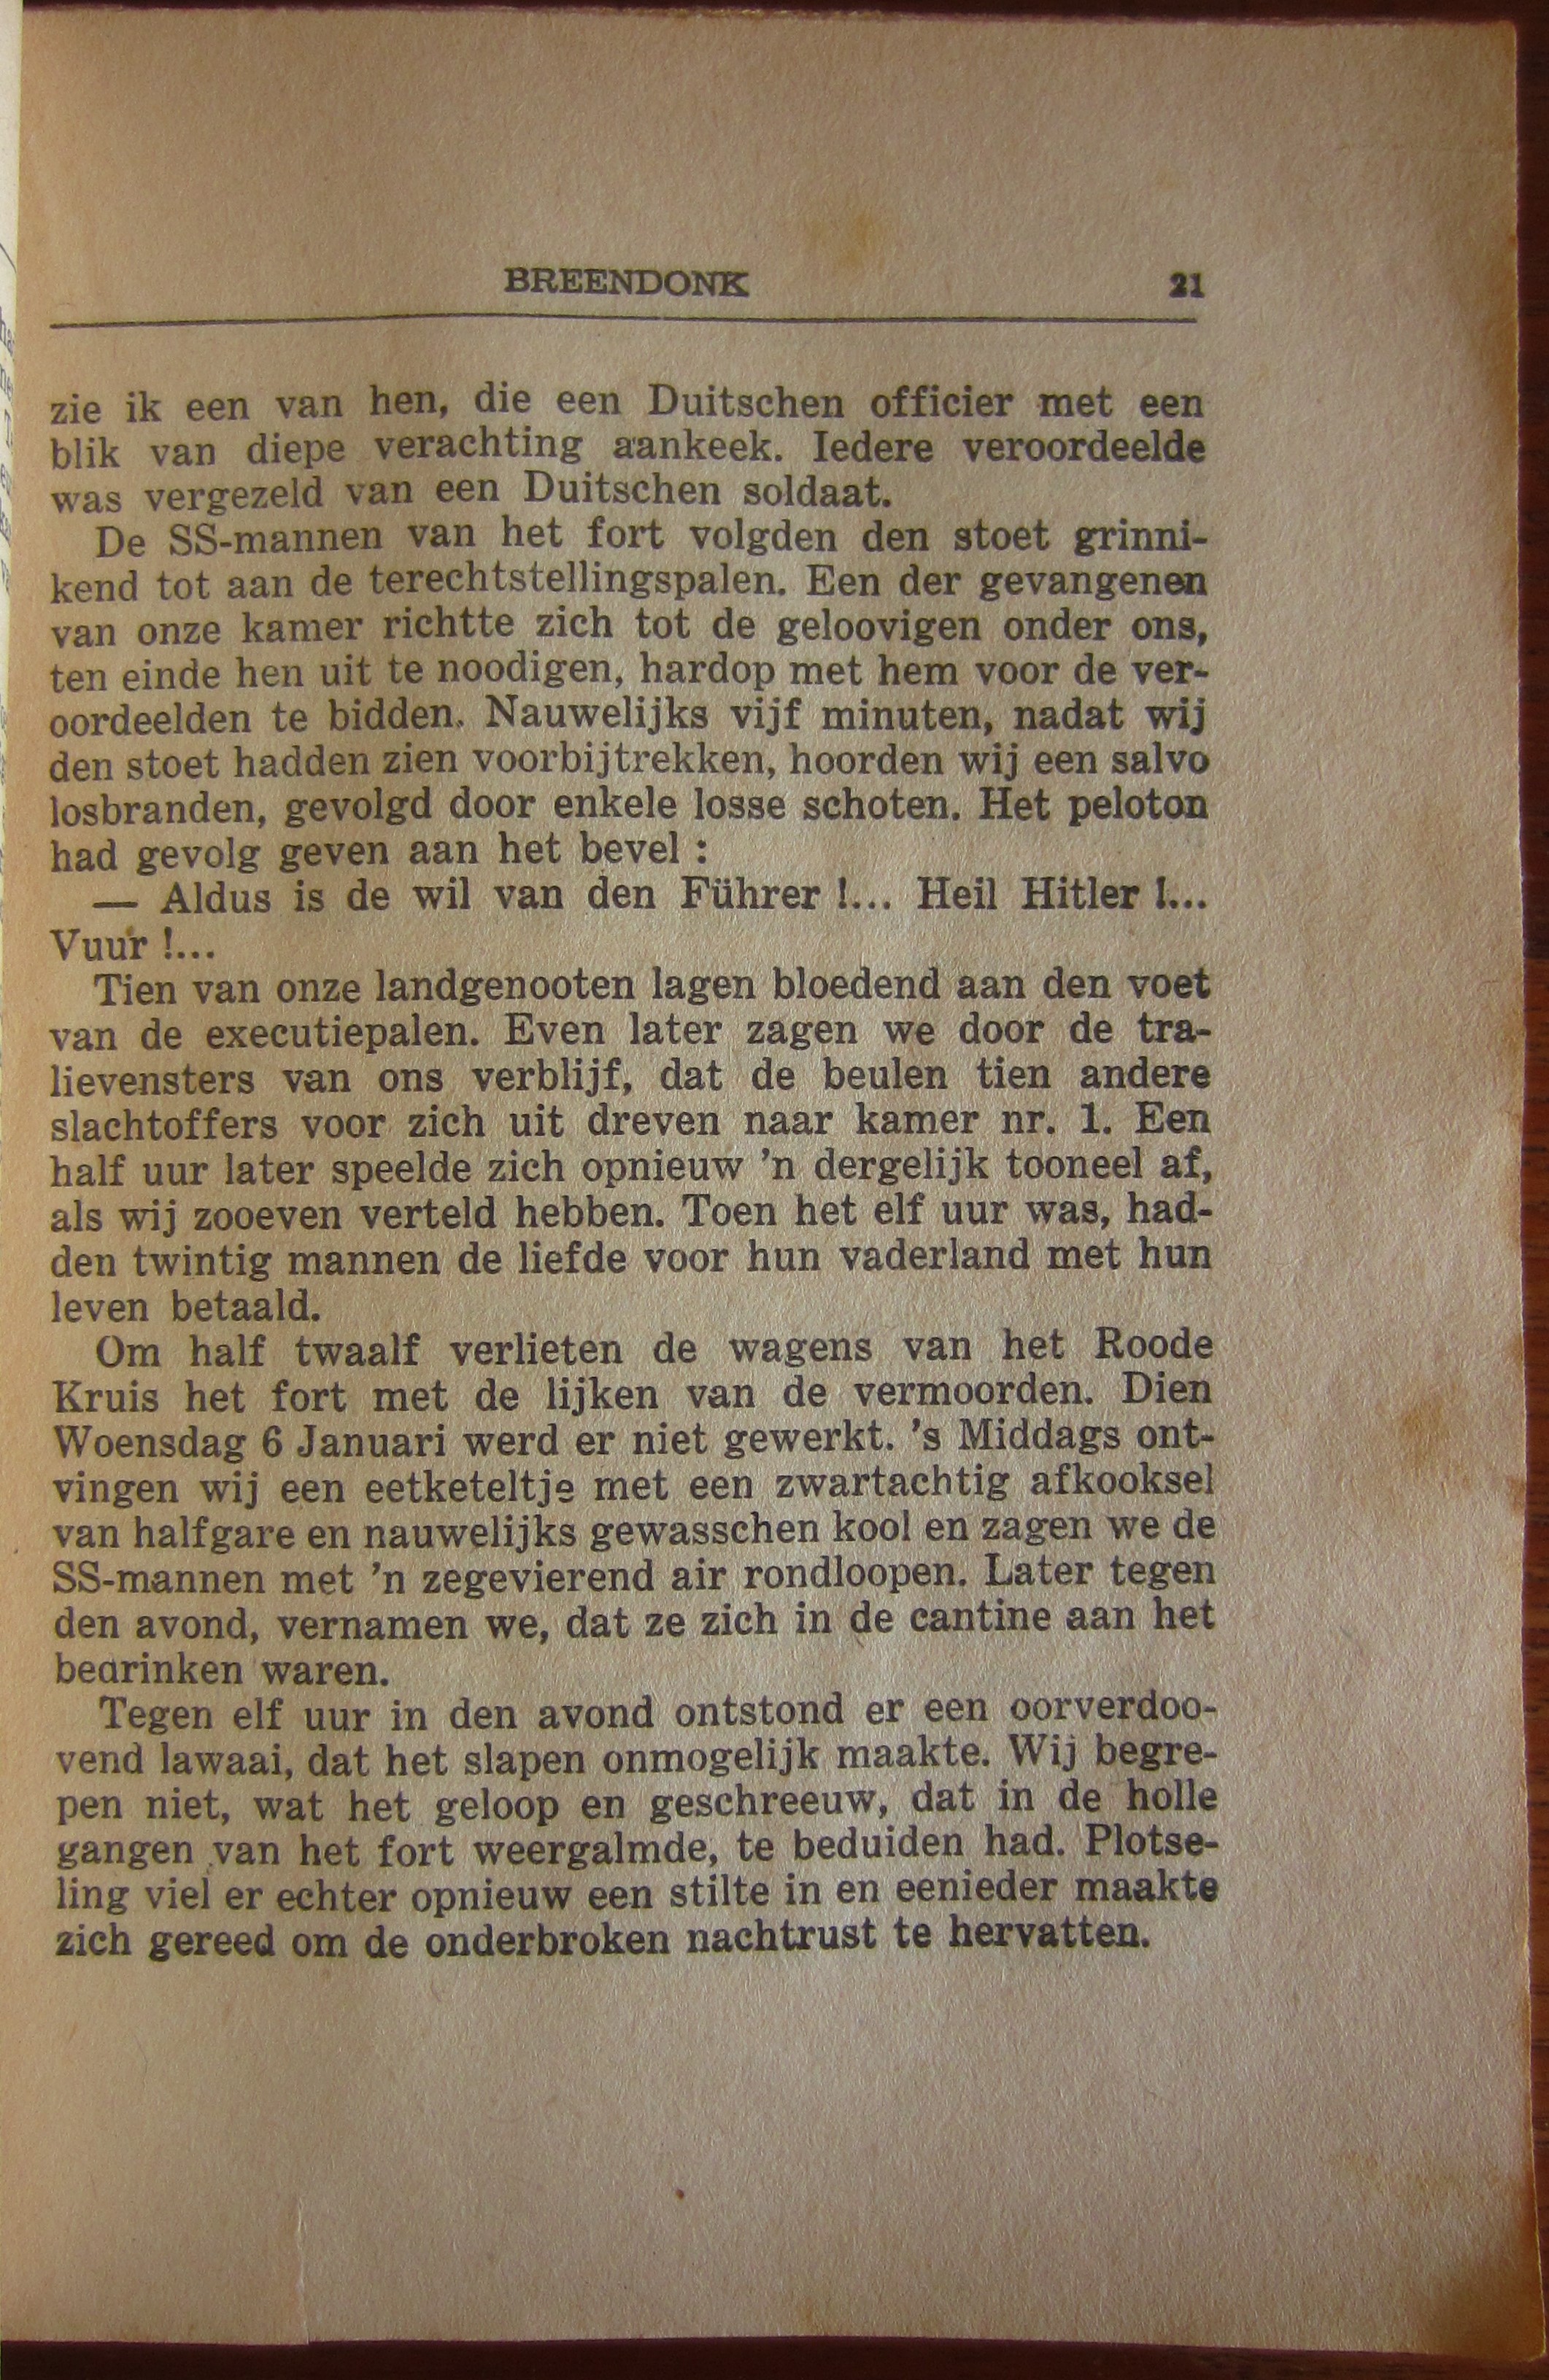 BREENDONK 21
zie ik een van hen, die een Duitschen officier met een
blik van diepe verachting aankeek. Iedere veroordeelde
was vergezeld van een Duitschen soldaat.
De SS-mannen van het fort volgden den stoet grinni-
kend tot aan de terechtstellingspalen. Een der gevangenen
van onze kamer richtte zich tot de geloovigen onder ons,
ten einde hen uit te noodigen, hardop met hem voor de ver-
oordeelden te bidden. Nauwelijks vijf minuten, nadat wij
den stoet hadden zien voorbijtrekken, hoorden wij een salvo
losbranden, gevolgd door enkele losse schoten. Het peloton
had gevolg geven aan het bevel :
— Aldus is de wil van den Führer !... Heil Hitler !...
Vuur !...
Tien van onze landgenooten lagen bloedend aan den voet
van de executiepalen. Even later zagen we door de tra-
lievensters van ons verblijf, dat de beulen tien andere
slachtoffers voor zich uit dreven naar kamer nr. 1. Een
half uur later speelde zich opnieuw 'n dergelijk tooneel af,
als wij zooeven verteld hebben. Toen het elf uur was, had-
den twintig mannen de liefde voor hun vaderland met hun
leven betaald.
Om half twaalf verlieten de wagens van het Roode
Kruis het fort met de lijken van de vermoorden. Dien
Woensdag 6 Januari werd er niet gewerkt. 's Middags ont-
vingen wij een eetketeltje met een zwartachtig afkooksel
van halfgare en nauwelijks gewasschen kool en zagen we de
SS-mannen met 'n zegevierend air rondloopen. Later tegen
den avond, vernamen we, dat ze zich in de cantine aan het
bedrinken waren.
Tegen elf uur in den avond ontstond er een oorverdoo-
vend lawaai, dat het slapen onmogelijk maakte. Wij begre-
pen niet, wat het geloop en geschreeuw, dat in de holle
gangen van het fort weergalmde, te beduiden had. Plotse-
ling viel er echter opnieuw een stilte in en eenieder maakte
zich gereed om de onderbroken nachtrust te hervatten.